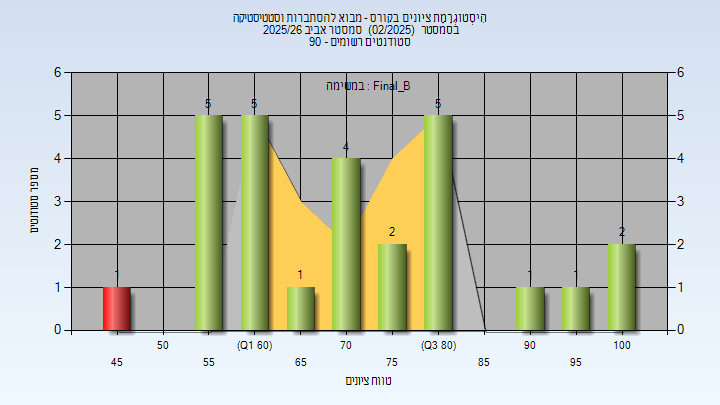 הִיסְטוֹגְרָמַת ציונים בקורס - מבוא להסתברות וסטטיסטיקה
בסמסטר (02/2025) סמסטר אביב 2025/26
סטודנטים רשומים - 90
במשימה : Final_B
מספר סטודנטים
6 6
5 5
4 4
3 3
2 2
1 1
0 0
1 5 5 1 4 2 5 1 1 2
50 (Q1 60) 70 (Q3 80) 90 100
45 55 65 75 85 95
טווח ציונים